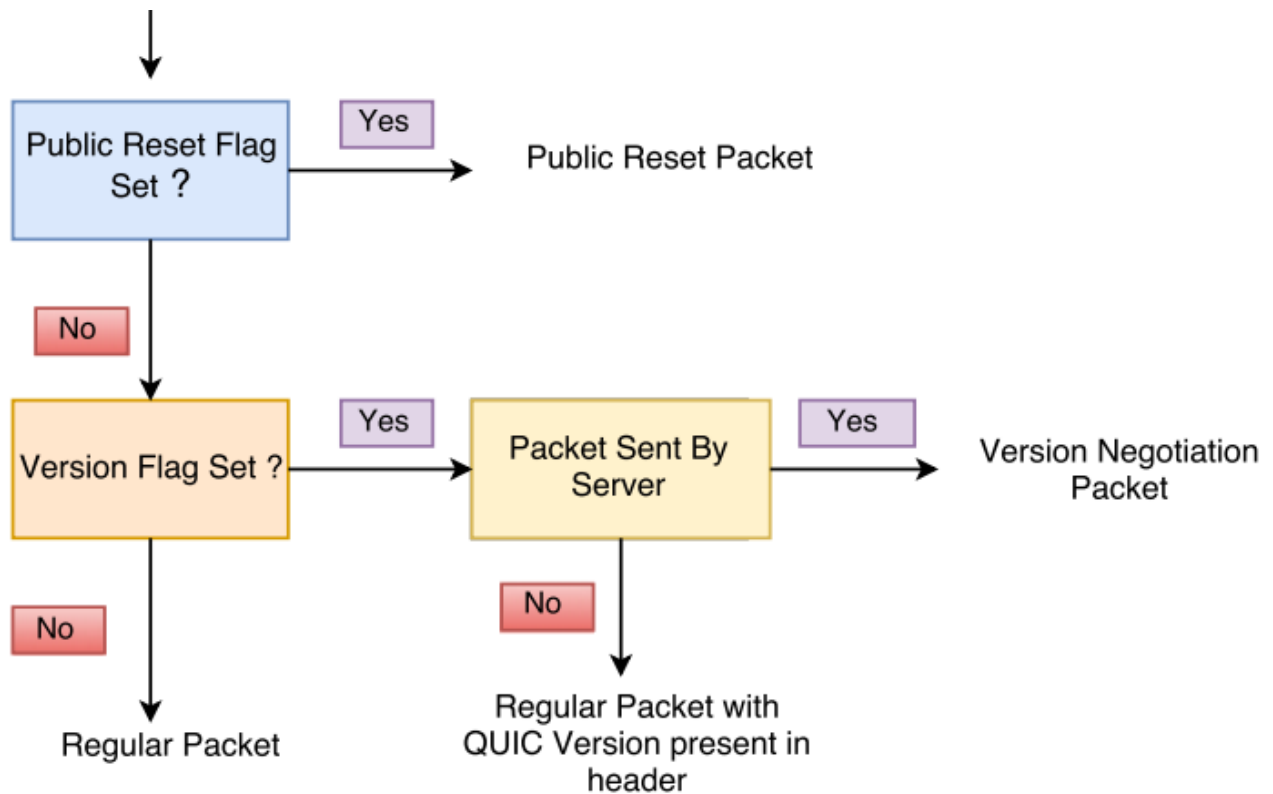 Public Reset Flag
Set ?
Yes
Public Reset Packet
No
Version Flag Set ?
Yes
Packet Sent By
Server
Yes
Version Negotiation
Packet
No
No
Regular Packet
Regular Packet with
QUIC Version present in
header